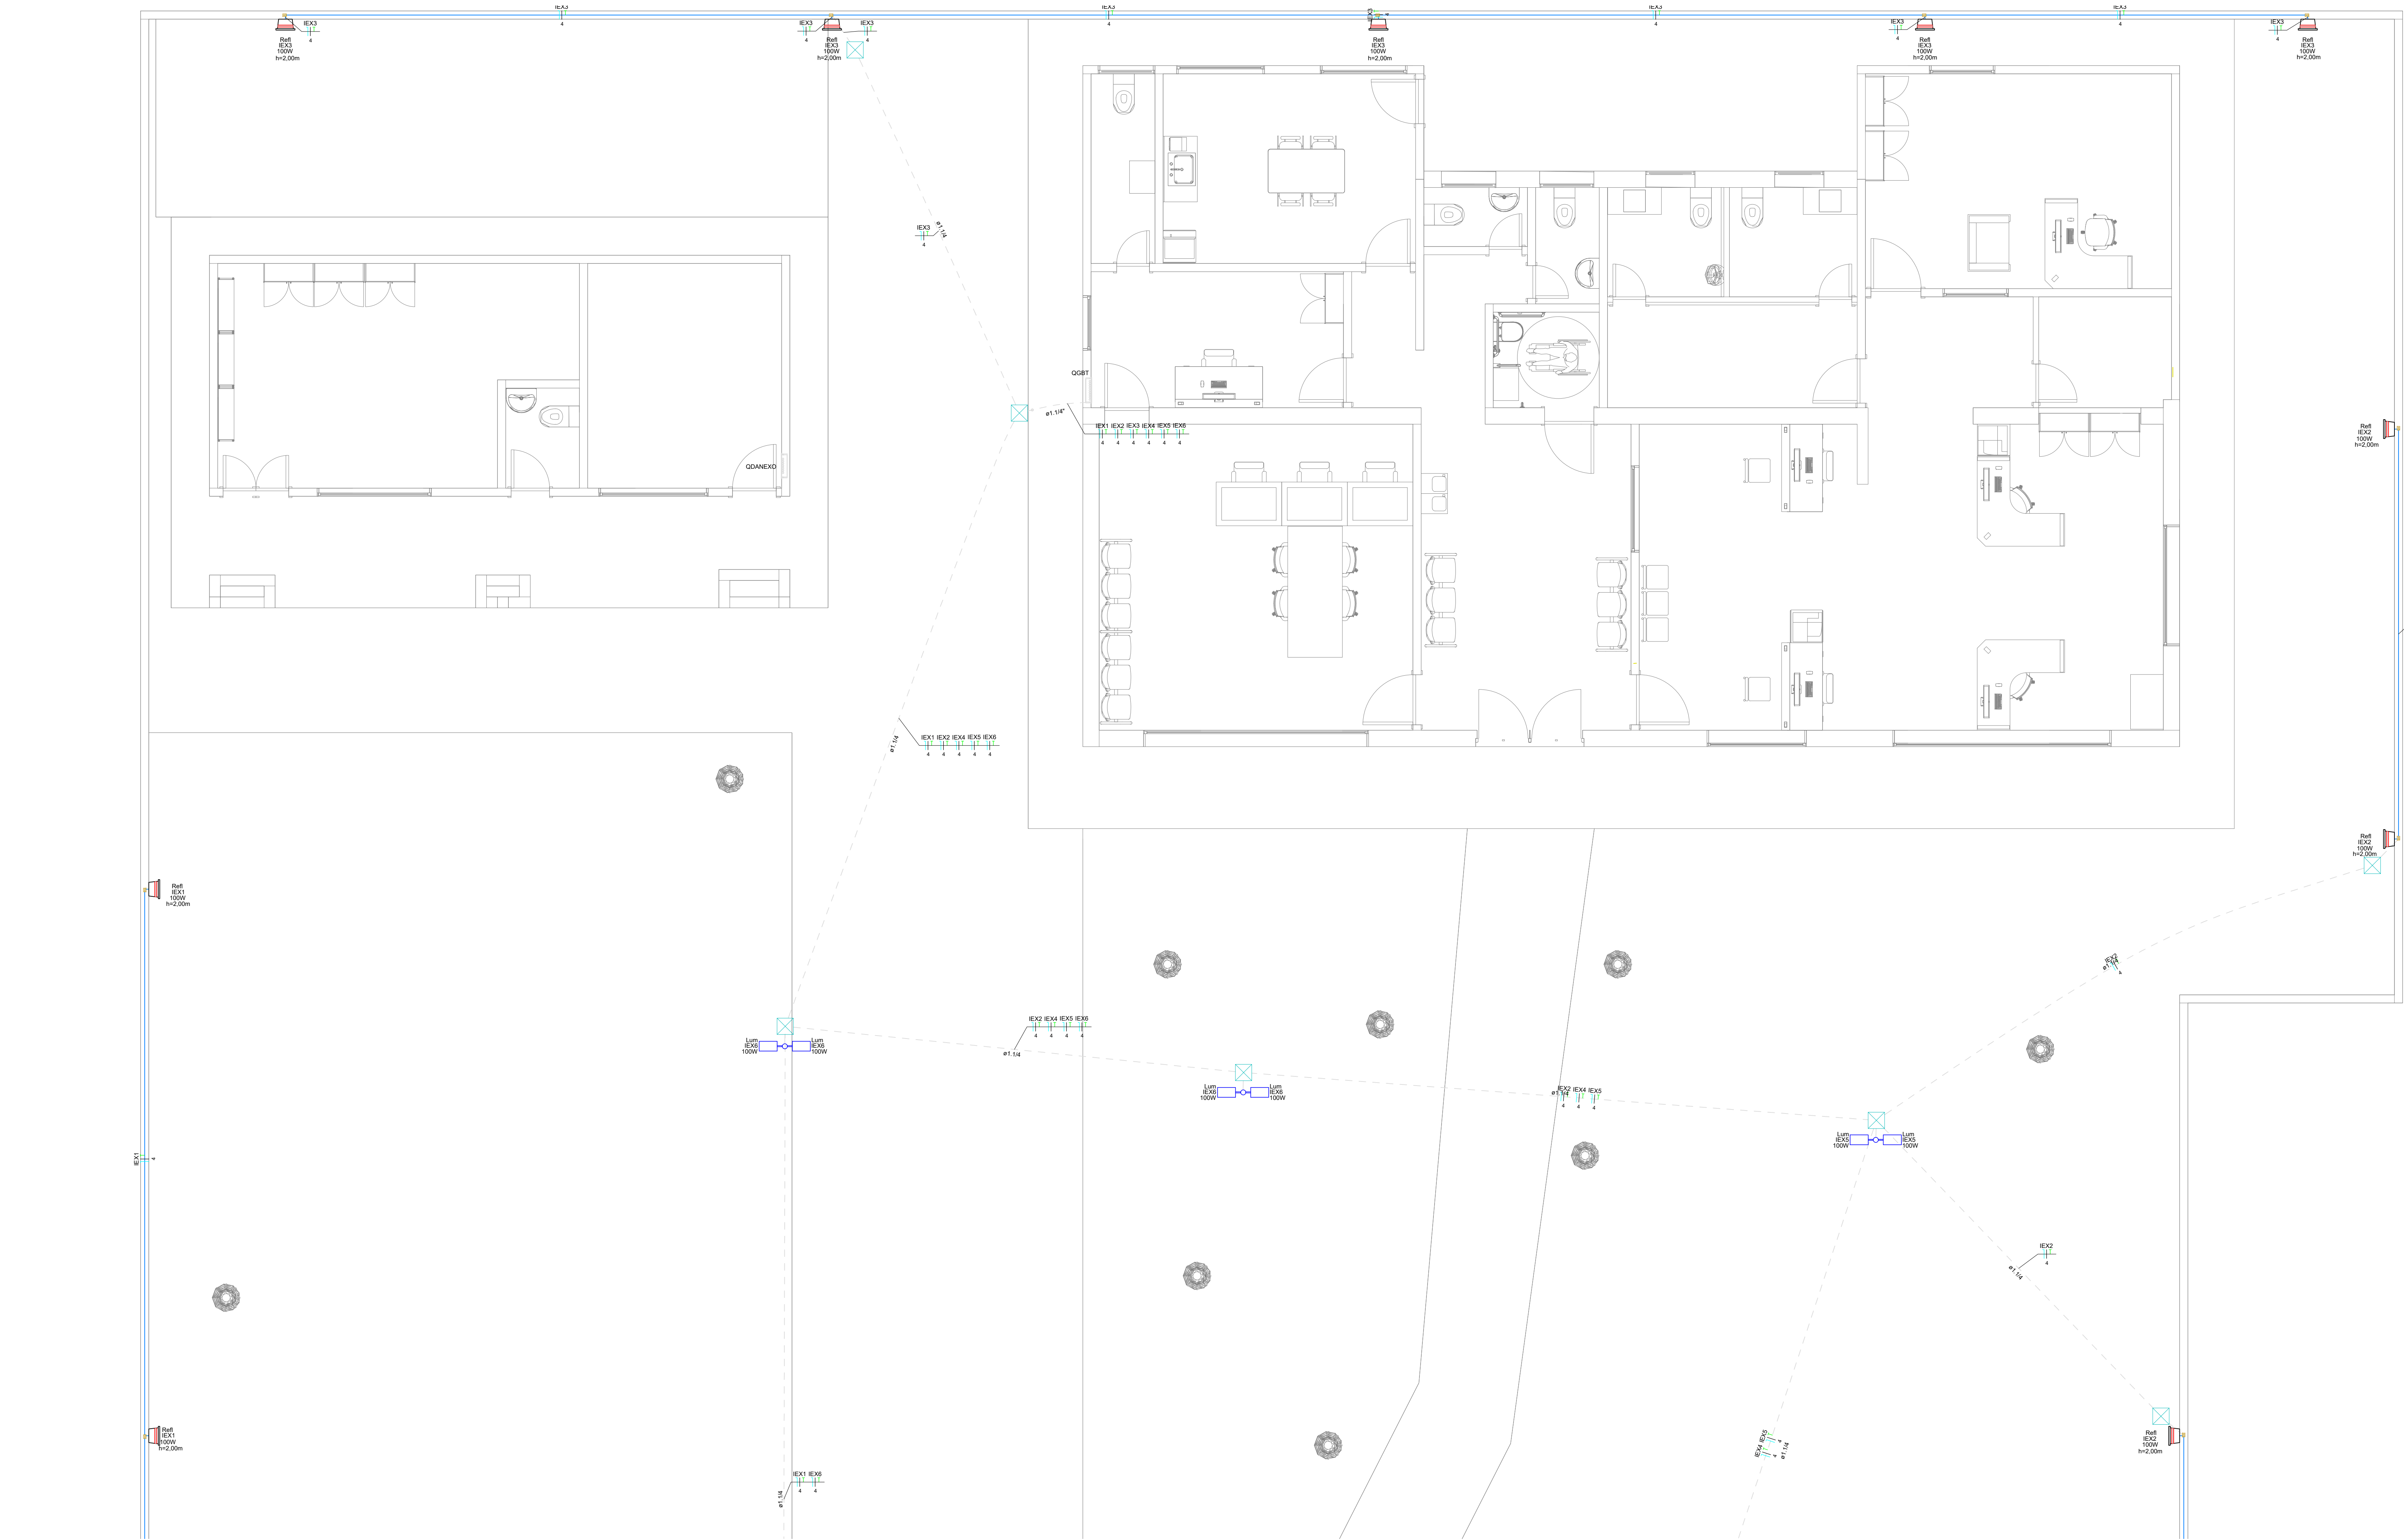 IEX3
IEX3
IEX3
IEX3
IEX3
IEX3
4
4
4
4
4
IEX3
4
Refl
IEX3
100W
h=2,00m
IEX3
4
IEX3
4
Refl
IEX3
100W
h=2,00m
Refl
IEX3
100W
h=2,00m
IEX3
4
Refl
IEX3
100W
h=2,00m
IEX3
4
Refl
IEX3
100W
h=2,00m
ø1.1/4
IEX3
4
QGBT
ø1.1/4"
IEX1 IEX2 IEX3 IEX4 IEX5 IEX6
4 4 4 4 4 4
QDANEXO
Refl
IEX2
100W
h=2,00m
ø1.1/4
IEX1 IEX2 IEX4 IEX5 IEX6
4 4 4 4 4
Refl
IEX2
100W
h=2,00m
Refl
IEX1
100W
h=2,00m
IEX2
ø1.1/4
4
IEX2 IEX4 IEX5 IEX6
4 4 4 4
ø1.1/4
Lum
IEX6
100W
Lum
IEX6
100W
Lum
IEX6
100W
Lum
IEX6
100W
IEX2 IEX4 IEX5
ø1.1/4
4 4 4
Lum
IEX5
100W
Lum
IEX5
100W
IEX1
4
IEX2
4
ø1.1/4
Refl
IEX1
100W
h=2,00m
Refl
IEX2
100W
h=2,00m
IEX4 IEX5
4 4
ø1.1/4
IEX1 IEX6
4 4
ø1.1/4